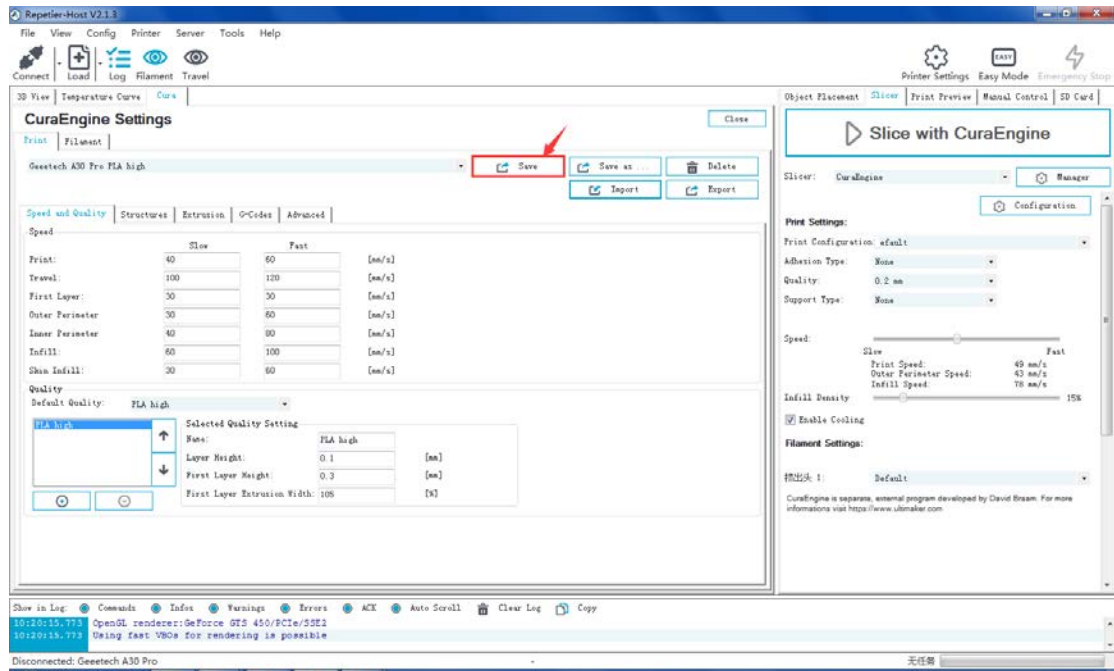 Repetier-Host V2.1.3
File View Config Printer Server Tools Help
Connect Load Log Filament Travel
Printer Settings Easy Mode Emergency Stop
EASY
3D View Temperature Curve Cura
Object Placement Slicer Print Preview Manual Control SD Card
CuraEngine Settings
Close
Slice with CuraEngine
Print Filament
Geeetech A30 Pro PLA high
Save Save as ... Delete
Import Export
Slicer: CuraEngine Manager
Configuration
Speed and Quality Structures Extrusion G-Codes Advanced
Speed
Slow Fast
Print: 40 60 [mm/s]
Travel: 100 120 [mm/s]
First Layer: 30 30 [mm/s]
Outer Perimeter 30 60 [mm/s]
Inner Perimeter 40 80 [mm/s]
Infill: 60 100 [mm/s]
Skin Infill: 30 60 [mm/s]
Quality
Default Quality: PLA high
PLA high
Selected Quality Setting
Name: PLA high
Layer Height: 0.1 [mm]
First Layer Height: 0.3 [mm]
First Layer Extrusion Width: 105 [%]
Print Settings:
Print Configuration: efault
Adhesion Type: None
Quality: 0.2 mm
Support Type: None
Speed:
Slow Fast
Print Speed: 49 mm/s
Outer Perimeter Speed: 43 mm/s
Infill Speed: 78 mm/s
Infill Density 15%
Enable Cooling
Filament Settings:
挤出头 1: Default
CuraEngine is separate, external program developed by David Braam. For more
informations visit https://www.ultimaker.com
Show in Log: Commands Infos Warnings Errors ACK Auto Scroll Clear Log Copy
10:20:15.773 OpenGL renderer:GeForce GTS 450/PCIe/SSE2
10:20:15.773 Using fast VBOs for rendering is possible
Disconnected: Geeetech A30 Pro - 无任务